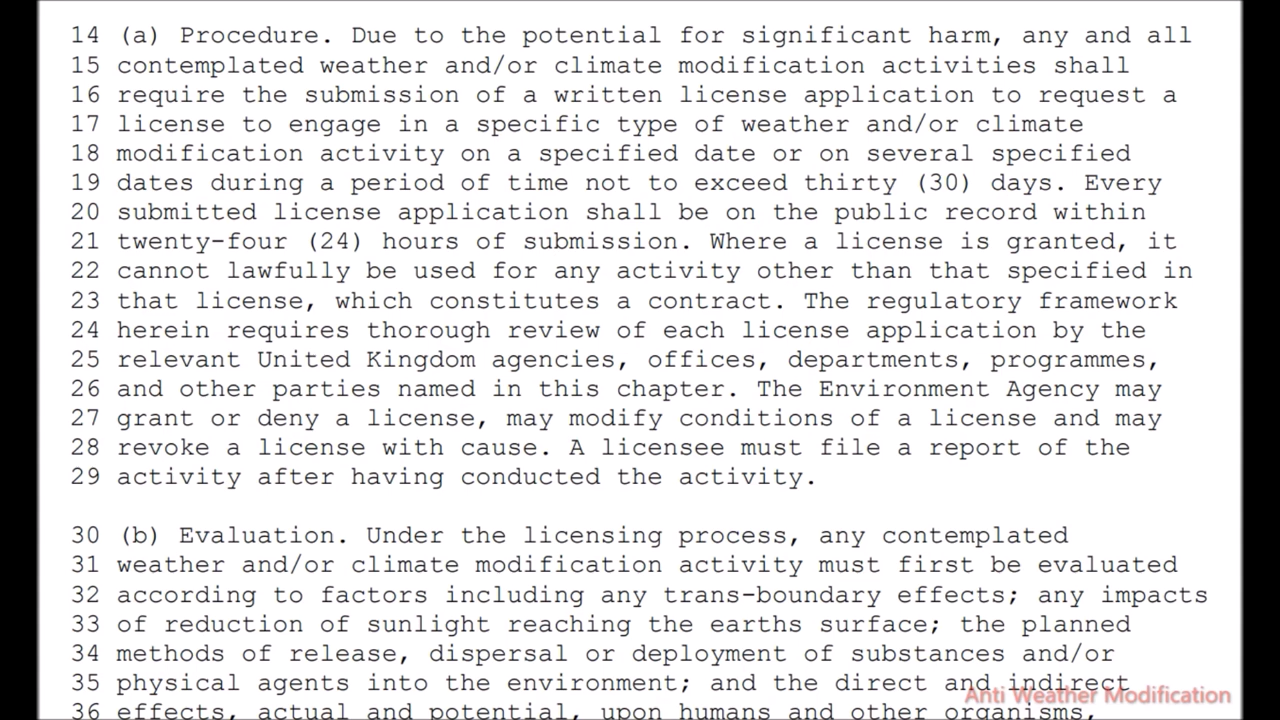 14 (a) Procedure. Due to the potential for significant harm, any and all
15 contemplated weather and/or climate modification activities shall
16 require the submission of a written license application to request a
17 license to engage in a specific type of weather and/or climate
18 modification activity on a specified date or on several specified
19 dates during a period of time not to exceed thirty (30) days. Every
20 submitted license application shall be on the public record within
21 twenty-four (24) hours of submission. Where a license is granted, it
22 cannot lawfully be used for any activity other than that specified in
23 that license, which constitutes a contract. The regulatory framework
24 herein requires thorough review of each license application by the
25 relevant United Kingdom agencies, offices, departments, programmes,
26 and other parties named in this chapter. The Environment Agency may
27 grant or deny a license, may modify conditions of a license and may
28 revoke a license with cause. A licensee must file a report of the
29 activity after having conducted the activity.
30 (b) Evaluation. Under the licensing process, any contemplated
31 weather and/or climate modification activity must first be evaluated
32 according to factors including any trans-boundary effects; any impacts
33 of reduction of sunlight reaching the earths surface; the planned
34 methods of release, dispersal or deployment of substances and/or
35 physical agents into the environment; and the direct and indirect
Anti Weather Modification
36 effects, actual and potential, upon humans and other organisms,